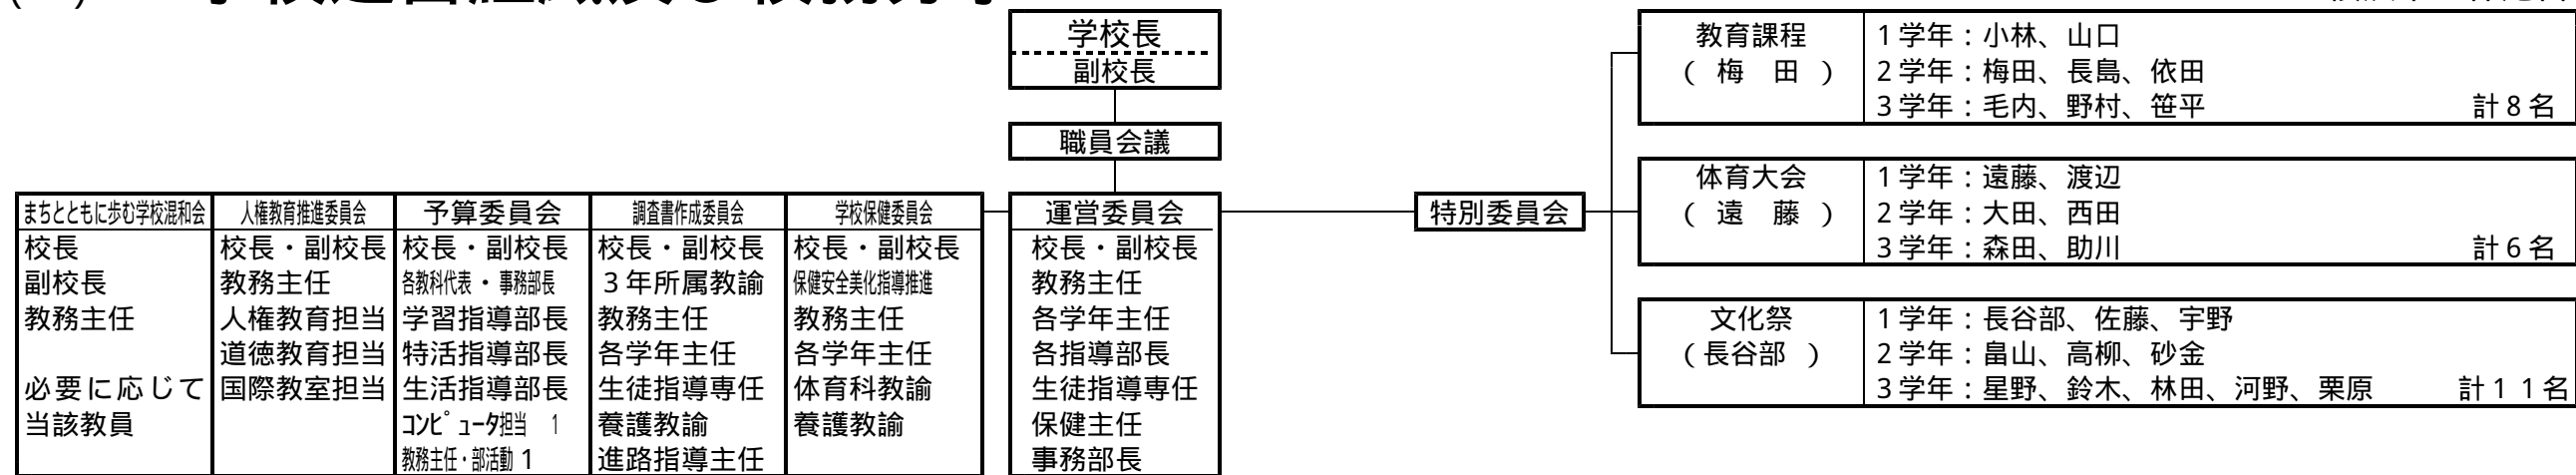 学校長
副校長
職員会議
まちとともに歩む学校混和会
校長
副校長
教務主任
必要に応じて
当該教員
人権教育推進委員会
校長・副校長
教務主任
人権教育担当
道徳教育担当
国際教室担当
予算委員会
校長・副校長
各教科代表・事務部長
学習指導部長
特活指導部長
生活指導部長
コンピュータ担当 1
教務主任・部活動1
調査書作成委員会
校長・副校長
3年所属教諭
教務主任
各学年主任
生徒指導専任
養護教諭
進路指導主任
学校保健委員会
校長・副校長
保健安全美化指導推進
教務主任
各学年主任
体育科教諭
養護教諭
運営委員会
校長・副校長
教務主任
各学年主任
各指導部長
生徒指導専任
保健主任
事務部長
特別委員会
教育課程
(梅 田)
1学年:小林、山口
2学年:梅田、長島、依田
3学年:毛内、野村、笹平 計8名
体育大会
(遠 藤)
1学年:遠藤、渡辺
2学年:大田、西田
3学年:森田、助川 計6名
文化祭
(長谷部)
1学年:長谷部、佐藤、宇野
2学年:畠山、高柳、砂金
3学年:星野、鈴木、林田、河野、栗原 計11名